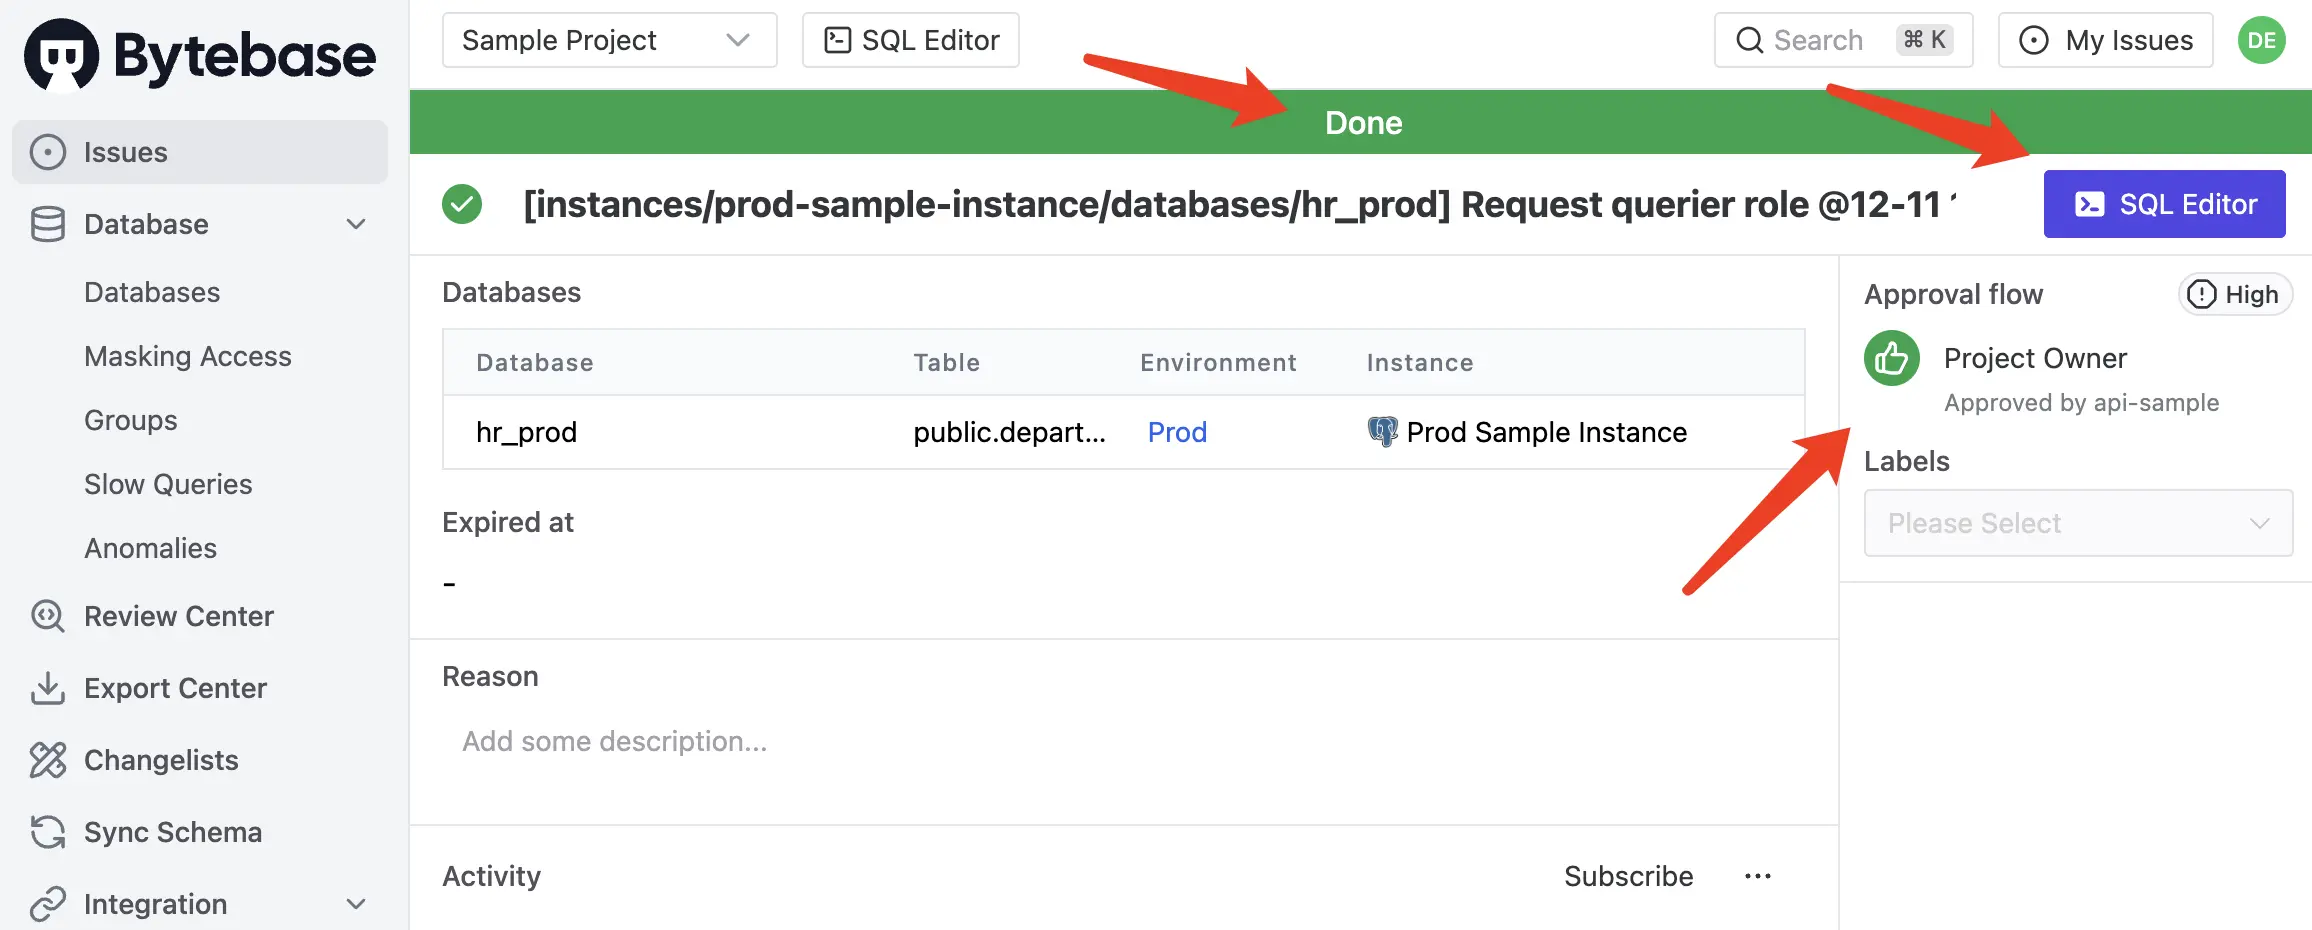 Bytebase
Sample Project
SQL Editor
Search ⌘ K
My Issues
DE
Issues
Database
Databases
Masking Access
Groups
Slow Queries
Anomalies
Review Center
Export Center
Changelists
Sync Schema
Integration
Done
[instances/prod-sample-instance/databases/hr_prod] Request querier role @12-11
SQL Editor
Databases
Database Table Environment Instance
hr_prod public.depart... Prod Prod Sample Instance
Expired at
-
Reason
Add some description...
Activity
Subscribe ...
Approval flow
High
Project Owner
Approved by api-sample
Labels
Please Select